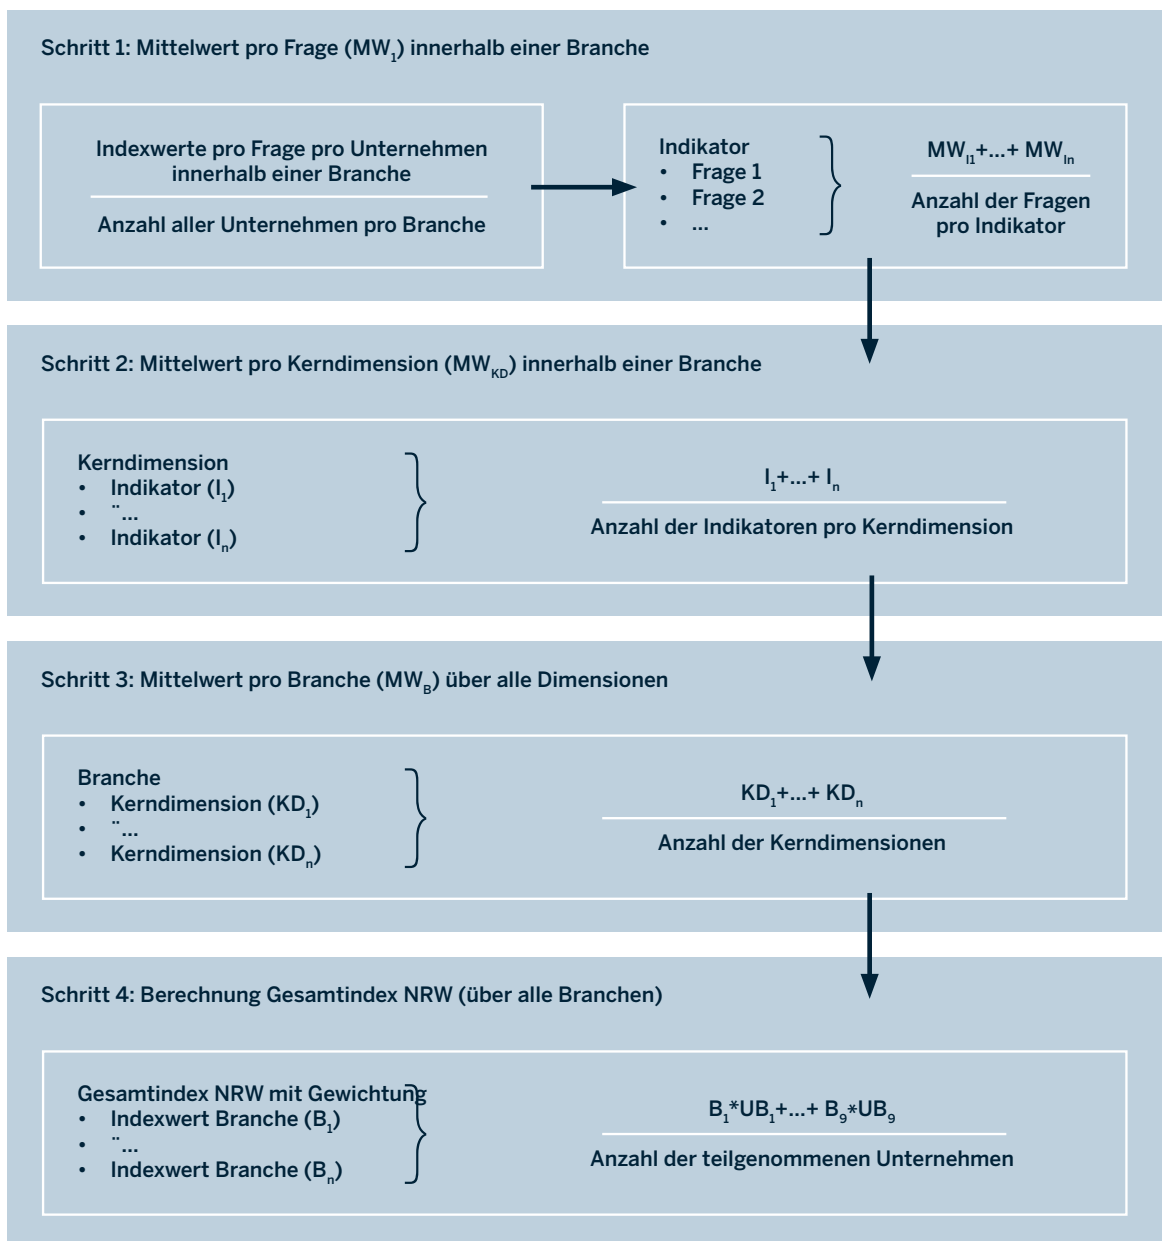 Schritt 1: Mittelwert pro Frage (MW₁) innerhalb einer Branche
Indexwerte pro Frage pro Unternehmen
innerhalb einer Branche
Anzahl aller Unternehmen pro Branche
Indikator
• Frage 1
• Frage 2
• ...
MW_I1+...+ MW_In
Anzahl der Fragen
pro Indikator
Schritt 2: Mittelwert pro Kerndimension (MW_KD) innerhalb einer Branche
Kerndimension
• Indikator (I₁)
• ¨...
• Indikator (Iₙ)
I₁+...+ Iₙ
Anzahl der Indikatoren pro Kerndimension
Schritt 3: Mittelwert pro Branche (MW_B) über alle Dimensionen
Branche
• Kerndimension (KD₁)
• ¨...
• Kerndimension (KDₙ)
KD₁+...+ KDₙ
Anzahl der Kerndimensionen
Schritt 4: Berechnung Gesamtindex NRW (über alle Branchen)
Gesamtindex NRW mit Gewichtung
• Indexwert Branche (B₁)
• ¨...
• Indexwert Branche (Bₙ)
B₁*UB₁+...+ B₉*UB₉
Anzahl der teilgenommenen Unternehmen